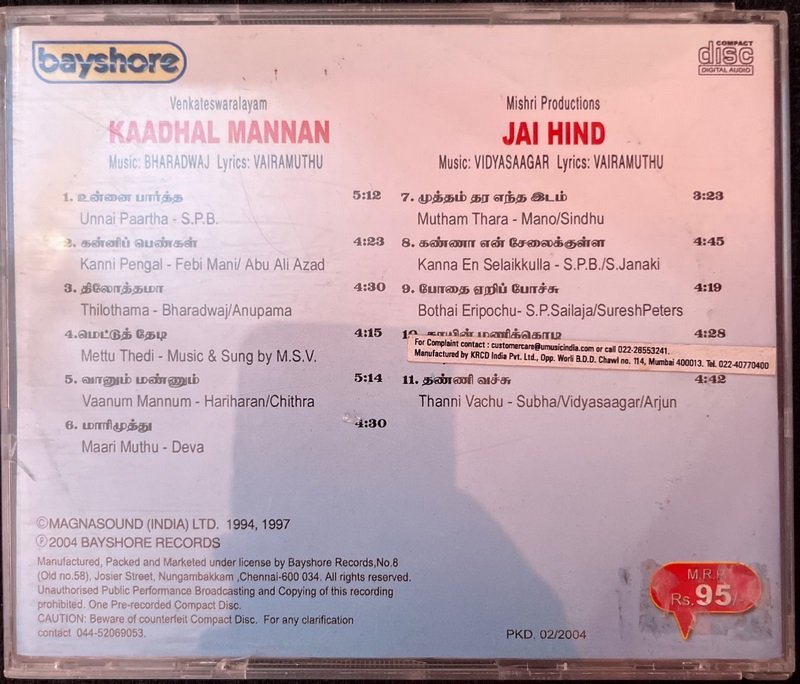 bayshore
COMPACT
disc
DIGITAL AUDIO
Venkateswaralayam
KAADHAL MANNAN
Music: BHARADWAJ Lyrics: VAIRAMUTHU
1. உன்னை பார்த்த 5:12
Unnai Paartha - S.P.B.
2. கன்னிப் பெண்கள் 4:23
Kanni Pengal - Febi Mani/ Abu Ali Azad
3. திலோத்தமா 4:30
Thilothama - Bharadwaj/Anupama
4.மெட்டுத் தேடி 4:15
Mettu Thedi - Music & Sung by M.S.V.
5. வானும் மண்ணும் 5:14
Vaanum Mannum - Hariharan/Chithra
6. மாரிமுத்து 4:30
Maari Muthu - Deva
Mishri Productions
JAI HIND
Music: VIDYASAAGAR Lyrics: VAIRAMUTHU
7. முத்தம் தர எந்த இடம் 3:23
Mutham Thara - Mano/Sindhu
8. கண்ணா என் சேலைக்குள்ள 4:45
Kanna En Selaikkulla - S.P.B./S.Janaki
9. போதை ஏறிப் போச்சு 4:19
Bothai Eripochu - S.P.Sailaja/SureshPeters
10. தாயின் மணிக்கொடி 4:28
For Complaint contact : customercare@umusicindia.com or call 022-28553241.
Manufactured by KRCD India Pvt. Ltd., Opp. Worli B.D.D. Chawl no. 114, Mumbai 400013. Tel. 022-40770400
11. தண்ணி வச்சு 4:42
Thanni Vachu - Subha/Vidyasaagar/Arjun
©MAGNASOUND (INDIA) LTD. 1994, 1997
℗2004 BAYSHORE RECORDS
Manufactured, Packed and Marketed under license by Bayshore Records,No.8
(Old no.58), Josier Street, Nungambakkam ,Chennai-600 034. All rights reserved.
Unauthorised Public Performance Broadcasting and Copying of this recording
prohibited. One Pre-recorded Compact Disc.
CAUTION: Beware of counterfeit Compact Disc. For any clarification
contact 044-52069053.
PKD. 02/2004
M.R.P.
Rs.95/-